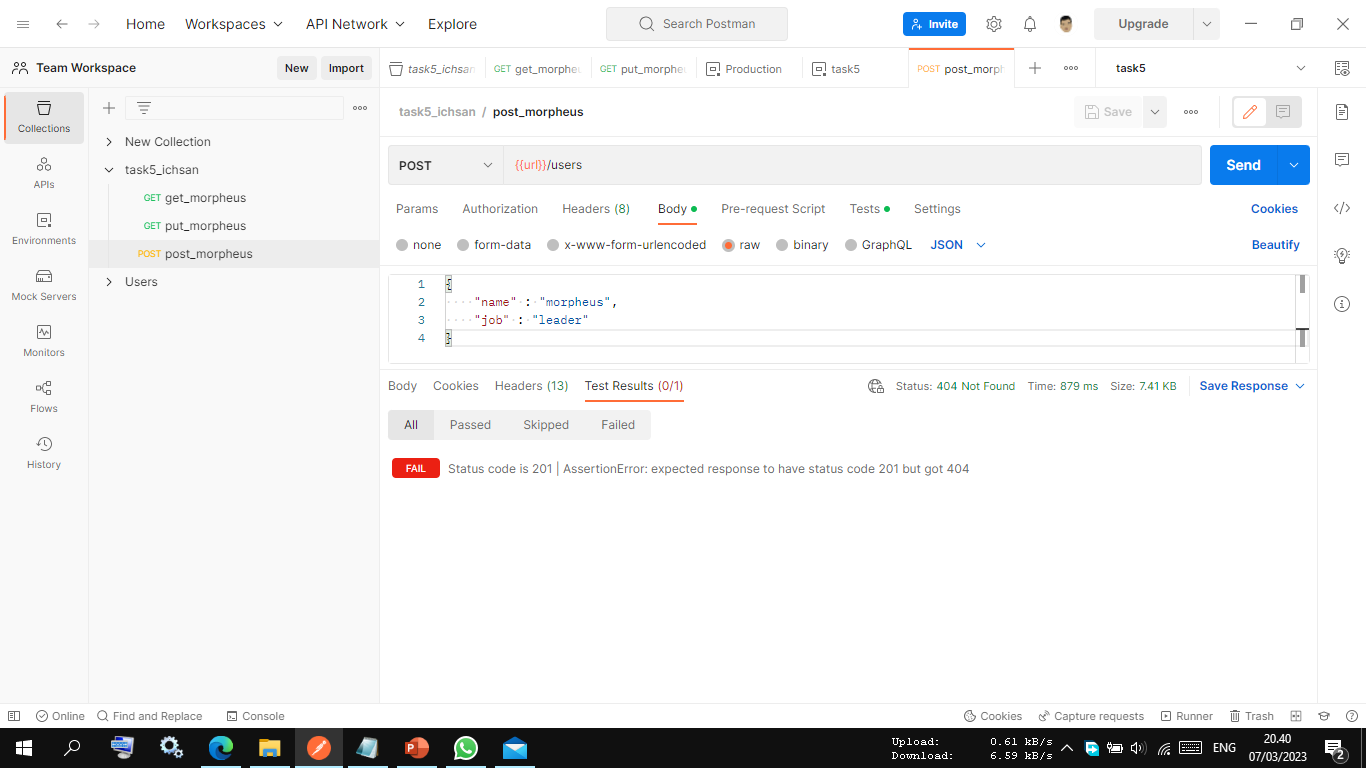 Home
Workspaces
API Network
Explore
Search Postman
Invite
Upgrade
Team Workspace
New
Import
task5_ichsan
GET get_morpheu
GET put_morphe
Production
task5
POST post_morph
task5
Collections
APIs
Environments
Mock Servers
Monitors
Flows
History
New Collection
task5_ichsan
GET get_morpheus
GET put_morpheus
POST post_morpheus
Users
task5_ichsan / post_morpheus
Save
POST
{{url}}/users
Send
Params
Authorization
Headers (8)
Body
Pre-request Script
Tests
Settings
Cookies
none
form-data
x-www-form-urlencoded
raw
binary
GraphQL
JSON
Beautify
1 {
2 "name" : "morpheus",
3 "job" : "leader"
4 }
Body
Cookies
Headers (13)
Test Results (0/1)
Status: 404 Not Found
Time: 879 ms
Size: 7.41 KB
Save Response
All
Passed
Skipped
Failed
FAIL
Status code is 201 | AssertionError: expected response to have status code 201 but got 404
Online
Find and Replace
Console
Cookies
Capture requests
Runner
Trash
Upload: 0.61 kB/s
Download: 6.59 kB/s
ENG
20.40
07/03/2023
2